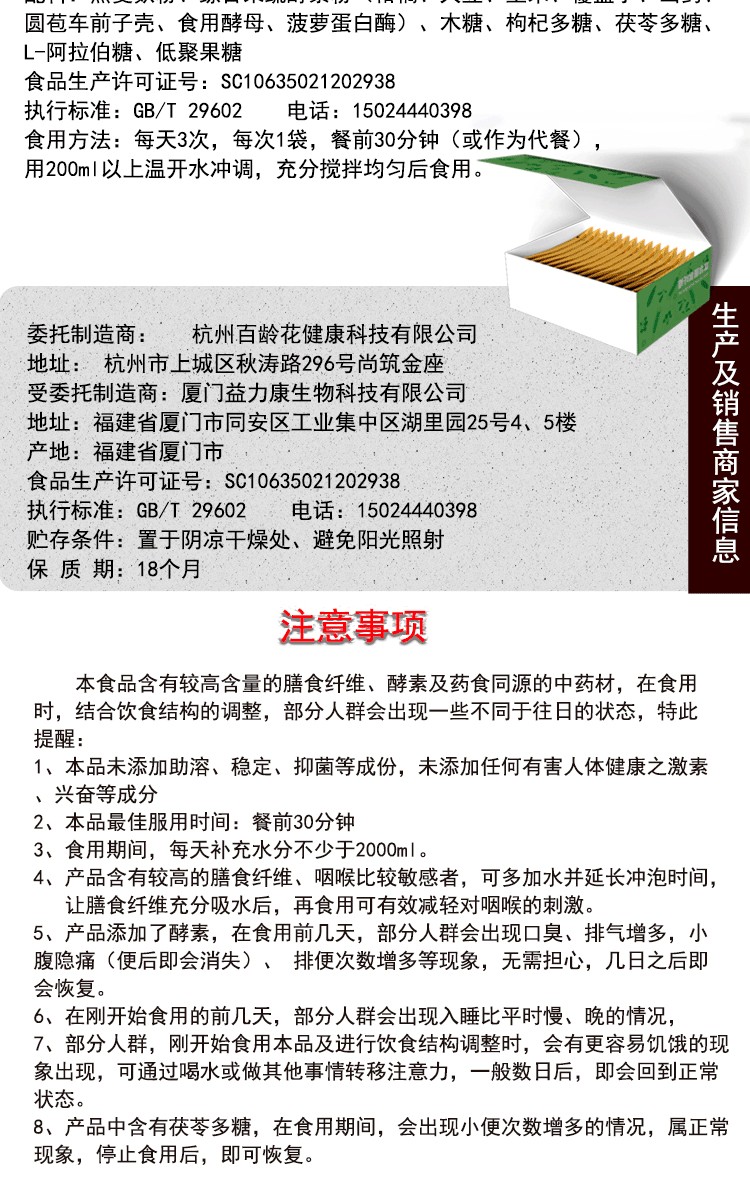 圆苞车前子壳、食用酵母、菠萝蛋白酶）、木糖、枸杞多糖、茯苓多糖、
L-阿拉伯糖、低聚果糖
食品生产许可证号：SC10635021202938
执行标准：GB/T 29602 电话：15024440398
食用方法：每天3次，每次1袋，餐前30分钟（或作为代餐），
用200ml以上温开水冲调，充分搅拌均匀后食用。
生产及销售商家信息
委托制造商： 杭州百龄花健康科技有限公司
地址： 杭州市上城区秋涛路296号尚筑金座
受委托制造商：厦门益力康生物科技有限公司
地址：福建省厦门市同安区工业集中区湖里园25号4、5楼
产地：福建省厦门市
食品生产许可证号：SC10635021202938
执行标准：GB/T 29602 电话：15024440398
贮存条件：置于阴凉干燥处、避免阳光照射
保 质 期：18个月
注意事项
本食品含有较高含量的膳食纤维、酵素及药食同源的中药材，在食用
时，结合饮食结构的调整，部分人群会出现一些不同于往日的状态，特此
提醒：
1、本品未添加助溶、稳定、抑菌等成份，未添加任何有害人体健康之激素
、兴奋等成分
2、本品最佳服用时间：餐前30分钟
3、食用期间，每天补充水分不少于2000ml。
4、产品含有较高的膳食纤维、咽喉比较敏感者，可多加水并延长冲泡时间，
让膳食纤维充分吸水后，再食用可有效减轻对咽喉的刺激。
5、产品添加了酵素，在食用前几天，部分人群会出现口臭、排气增多，小
腹隐痛（便后即会消失）、 排便次数增多等现象，无需担心，几日之后即
会恢复。
6、在刚开始食用的前几天，部分人群会出现入睡比平时慢、晚的情况，
7、部分人群，刚开始食用本品及进行饮食结构调整时，会有更容易饥饿的现
象出现，可通过喝水或做其他事情转移注意力，一般数日后，即会回到正常
状态。
8、产品中含有茯苓多糖，在食用期间，会出现小便次数增多的情况，属正常
现象，停止食用后，即可恢复。